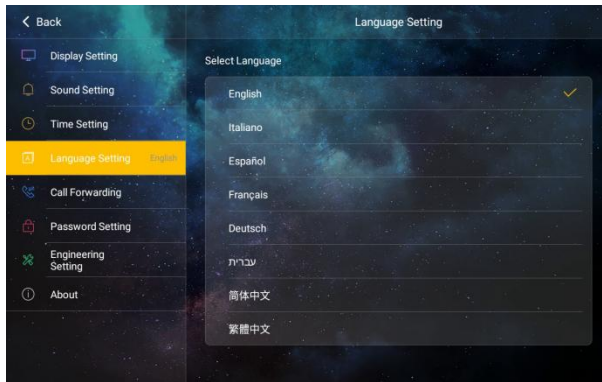 Back
Language Setting
Display Setting
Sound Setting
Time Setting
Language Setting English
Call Forwarding
Password Setting
Engineering
Setting
About
Select Language
English
Italiano
Español
Français
Deutsch
עברית
简体中文
繁體中文